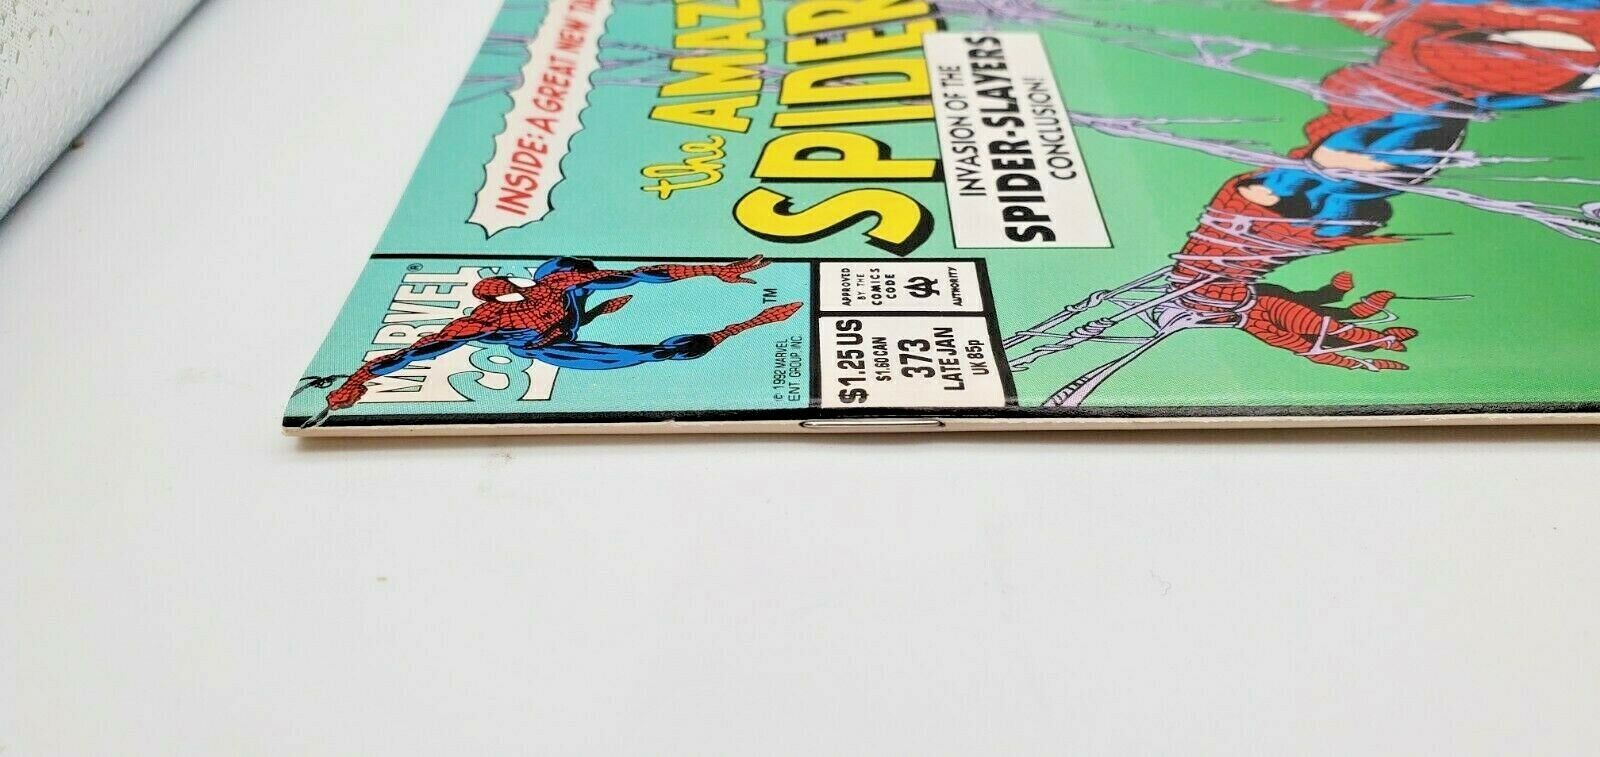 INSIDE: A GREAT NEW
the AMAZ
SPIDER
INVASION OF THE
SPIDER-SLAYERS
CONCLUSION!
MARVEL ®
TM
© 1992 MARVEL
ENT. GROUP, INC.
APPROVED
BY THE
COMICS
CODE
CA
AUTHORITY
$1.25 US
$1.60 CAN
373
LATE JAN
UK 85p